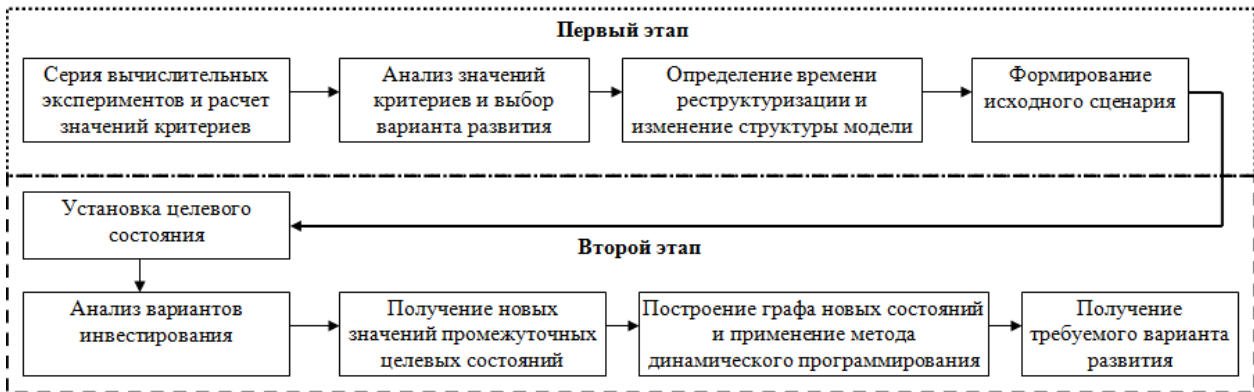 Первый этап
Серия вычислительных
экспериментов и расчет
значений критериев
Анализ значений
критериев и выбор
варианта развития
Определение времени
реструктуризации и
изменение структуры модели
Формирование
исходного сценария
Установка целевого
состояния
Второй этап
Анализ вариантов
инвестирования
Получение новых
значений промежуточных
целевых состояний
Построение графа новых состояний
и применение метода
динамического программирования
Получение
требуемого варианта
развития